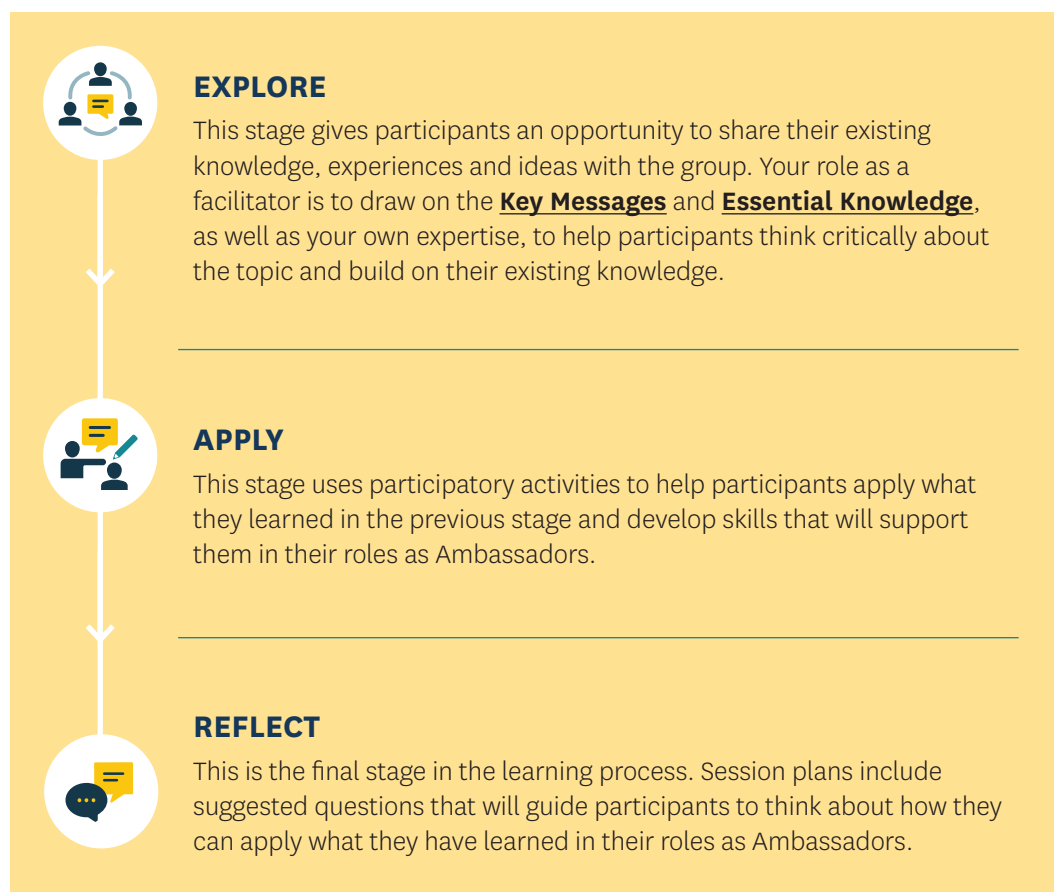 EXPLORE
This stage gives participants an opportunity to share their existing
knowledge, experiences and ideas with the group. Your role as a
facilitator is to draw on the Key Messages and Essential Knowledge,
as well as your own expertise, to help participants think critically about
the topic and build on their existing knowledge.
APPLY
This stage uses participatory activities to help participants apply what
they learned in the previous stage and develop skills that will support
them in their roles as Ambassadors.
REFLECT
This is the final stage in the learning process. Session plans include
suggested questions that will guide participants to think about how they
can apply what they have learned in their roles as Ambassadors.